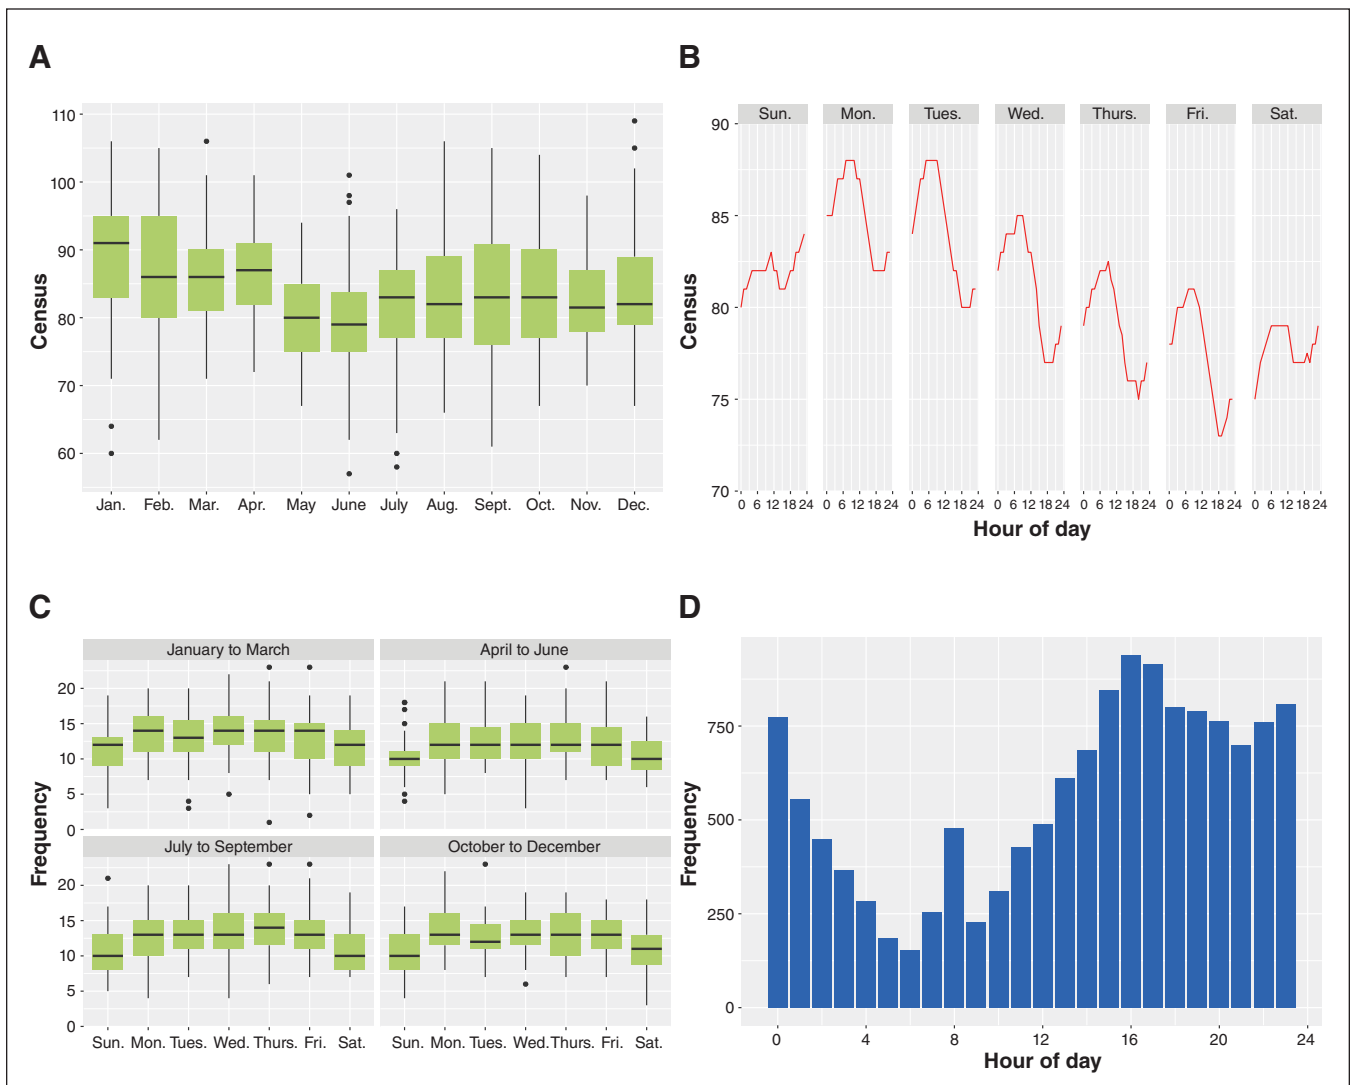 A
110
100
90
80
70
60
Census
Jan. Feb. Mar. Apr. May June July Aug. Sept. Oct. Nov. Dec.
B
Sun. Mon. Tues. Wed. Thurs. Fri. Sat.
90
85
80
75
70
Census
0 6 12 18 24 0 6 12 18 24 0 6 12 18 24 0 6 12 18 24 0 6 12 18 24 0 6 12 18 24 0 6 12 18 24
Hour of day
C
January to March April to June
20
15
10
5
0
July to September October to December
20
15
10
5
0
Frequency
Sun. Mon. Tues. Wed. Thurs. Fri. Sat. Sun. Mon. Tues. Wed. Thurs. Fri. Sat.
D
750
500
250
0
Frequency
0 4 8 12 16 20 24
Hour of day